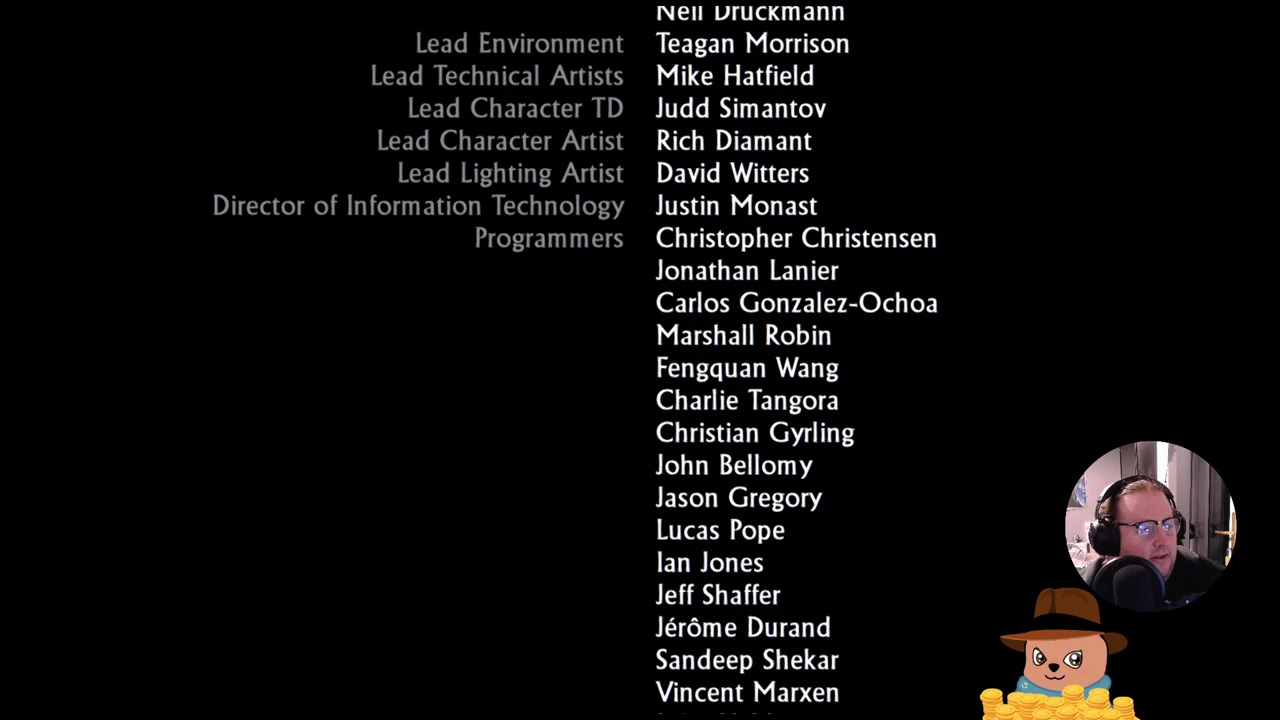 Neil Druckmann
Lead Environment Teagan Morrison
Lead Technical Artists Mike Hatfield
Lead Character TD Judd Simantov
Lead Character Artist Rich Diamant
Lead Lighting Artist David Witters
Director of Information Technology Justin Monast
Programmers Christopher Christensen
Jonathan Lanier
Carlos Gonzalez-Ochoa
Marshall Robin
Fengquan Wang
Charlie Tangora
Christian Gyrling
John Bellomy
Jason Gregory
Lucas Pope
Ian Jones
Jeff Shaffer
Jérôme Durand
Sandeep Shekar
Vincent Marxen